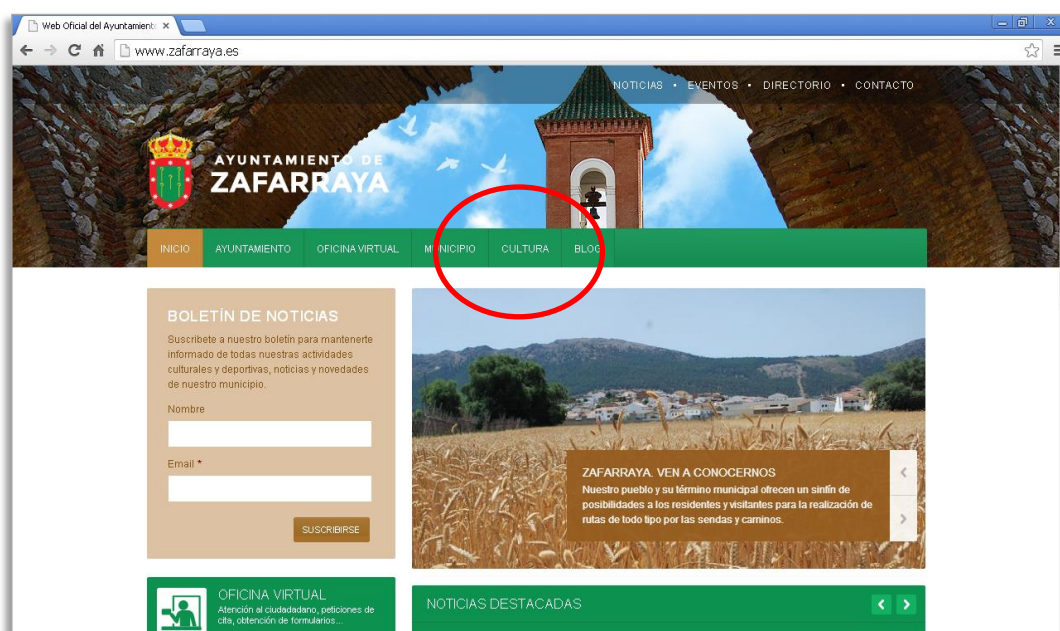 Web Oficial del Ayuntamient
www.zafarraya.es
NOTICIAS • EVENTOS • DIRECTORIO • CONTACTO
AYUNTAMIENTO DE
ZAFARRAYA
INICIO AYUNTAMIENTO OFICINA VIRTUAL MUNICIPIO CULTURA BLOG
BOLETÍN DE NOTICIAS
Suscribete a nuestro boletín para mantenerte
informado de todas nuestras actividades
culturales y deportivas, noticias y novedades
de nuestro municipio.
Nombre
Email *
SUSCRIBIRSE
ZAFARRAYA. VEN A CONOCERNOS
Nuestro pueblo y su término municipal ofrecen un sinfín de
posibilidades a los residentes y visitantes para la realización de
rutas de todo tipo por las sendas y caminos.
OFICINA VIRTUAL
Atención al ciudadadano, peticiones de
cita, obtención de formularios...
NOTICIAS DESTACADAS